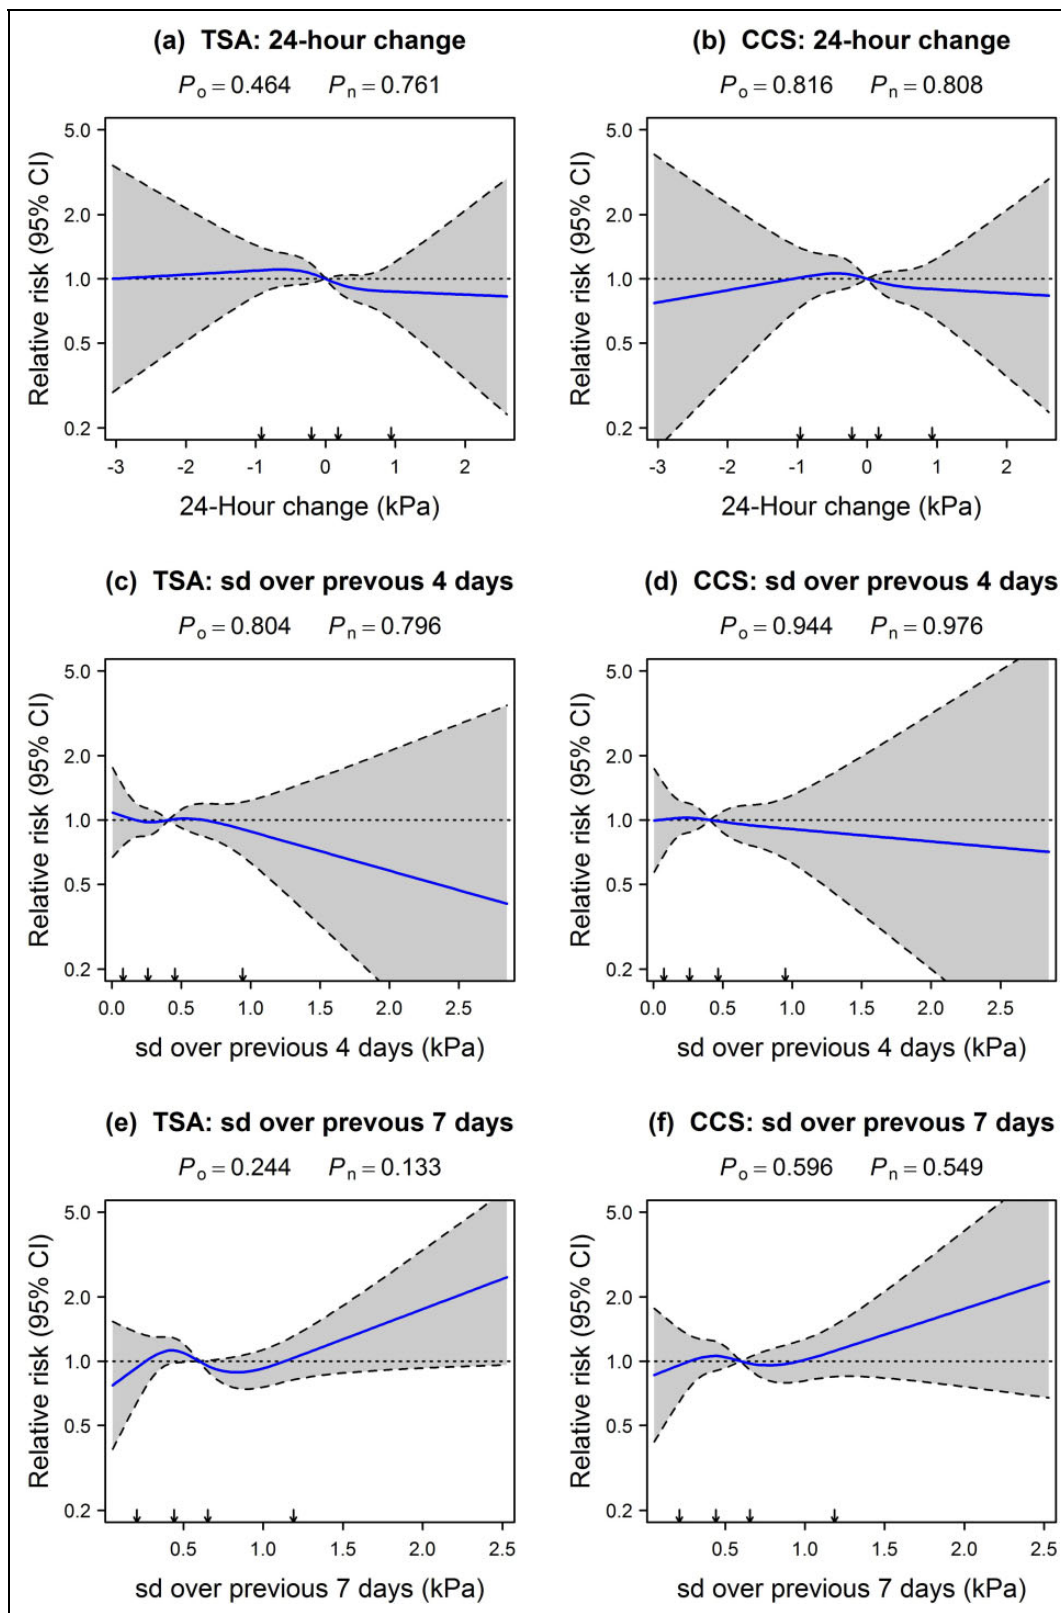 (a) TSA: 24-hour change
Po = 0.464 Pn = 0.761
Relative risk (95% CI)
5.0
2.0
1.0
0.5
0.2
-3 -2 -1 0 1 2
24-Hour change (kPa)
(b) CCS: 24-hour change
Po = 0.816 Pn = 0.808
Relative risk (95% CI)
5.0
2.0
1.0
0.5
0.2
-3 -2 -1 0 1 2
24-Hour change (kPa)
(c) TSA: sd over prevous 4 days
Po = 0.804 Pn = 0.796
Relative risk (95% CI)
5.0
2.0
1.0
0.5
0.2
0.0 0.5 1.0 1.5 2.0 2.5
sd over previous 4 days (kPa)
(d) CCS: sd over prevous 4 days
Po = 0.944 Pn = 0.976
Relative risk (95% CI)
5.0
2.0
1.0
0.5
0.2
0.0 0.5 1.0 1.5 2.0 2.5
sd over previous 4 days (kPa)
(e) TSA: sd over prevous 7 days
Po = 0.244 Pn = 0.133
Relative risk (95% CI)
5.0
2.0
1.0
0.5
0.2
0.5 1.0 1.5 2.0 2.5
sd over previous 7 days (kPa)
(f) CCS: sd over prevous 7 days
Po = 0.596 Pn = 0.549
Relative risk (95% CI)
5.0
2.0
1.0
0.5
0.2
0.5 1.0 1.5 2.0 2.5
sd over previous 7 days (kPa)